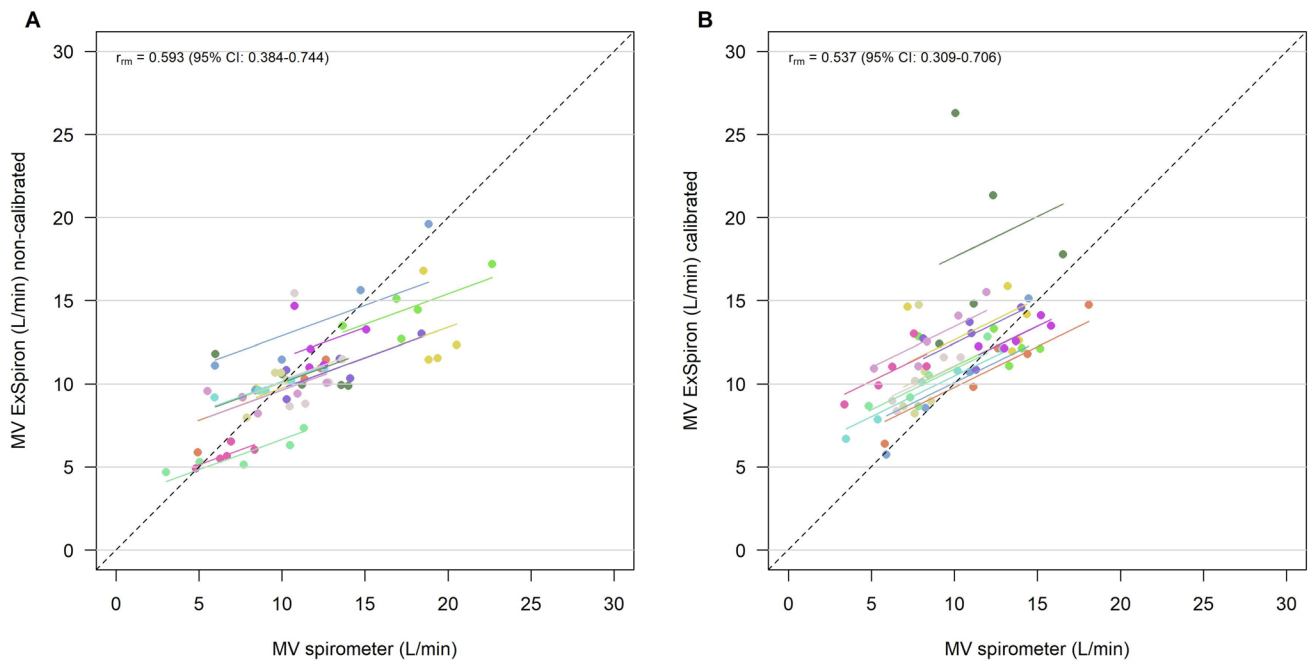 A
r_rm = 0.593 (95% CI: 0.384-0.744)
MV ExSpiron (L/min) non-calibrated
30
25
20
15
10
5
0
0 5 10 15 20 25 30
MV spirometer (L/min)
B
r_rm = 0.537 (95% CI: 0.309-0.706)
MV ExSpiron (L/min) calibrated
30
25
20
15
10
5
0
0 5 10 15 20 25 30
MV spirometer (L/min)